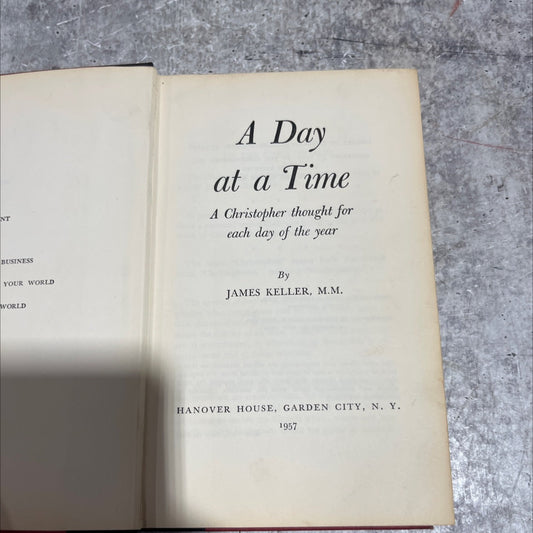 NT
BUSINESS
YOUR WORLD
WORLD
A Day
at a Time
A Christopher thought for
each day of the year
By
JAMES KELLER, M.M.
HANOVER HOUSE, GARDEN CITY, N. Y.
1957